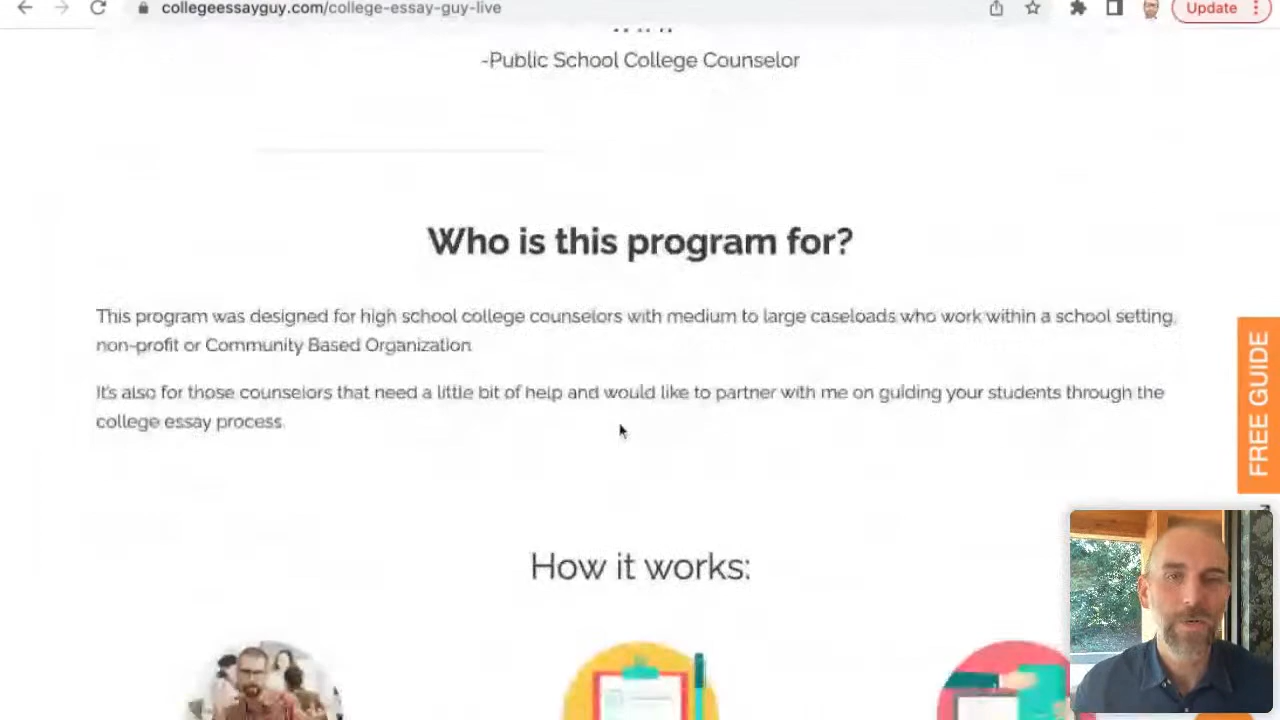 collegeessayguy.com/college-essay-guy-live
Update
-Public School College Counselor
Who is this program for?
This program was designed for high school college counselors with medium to large caseloads who work within a school setting,
non-profit or Community Based Organization
It's also for those counselors that need a little bit of help and would like to partner with me on guiding your students through the
college essay process.
FREE GUIDE
How it works: